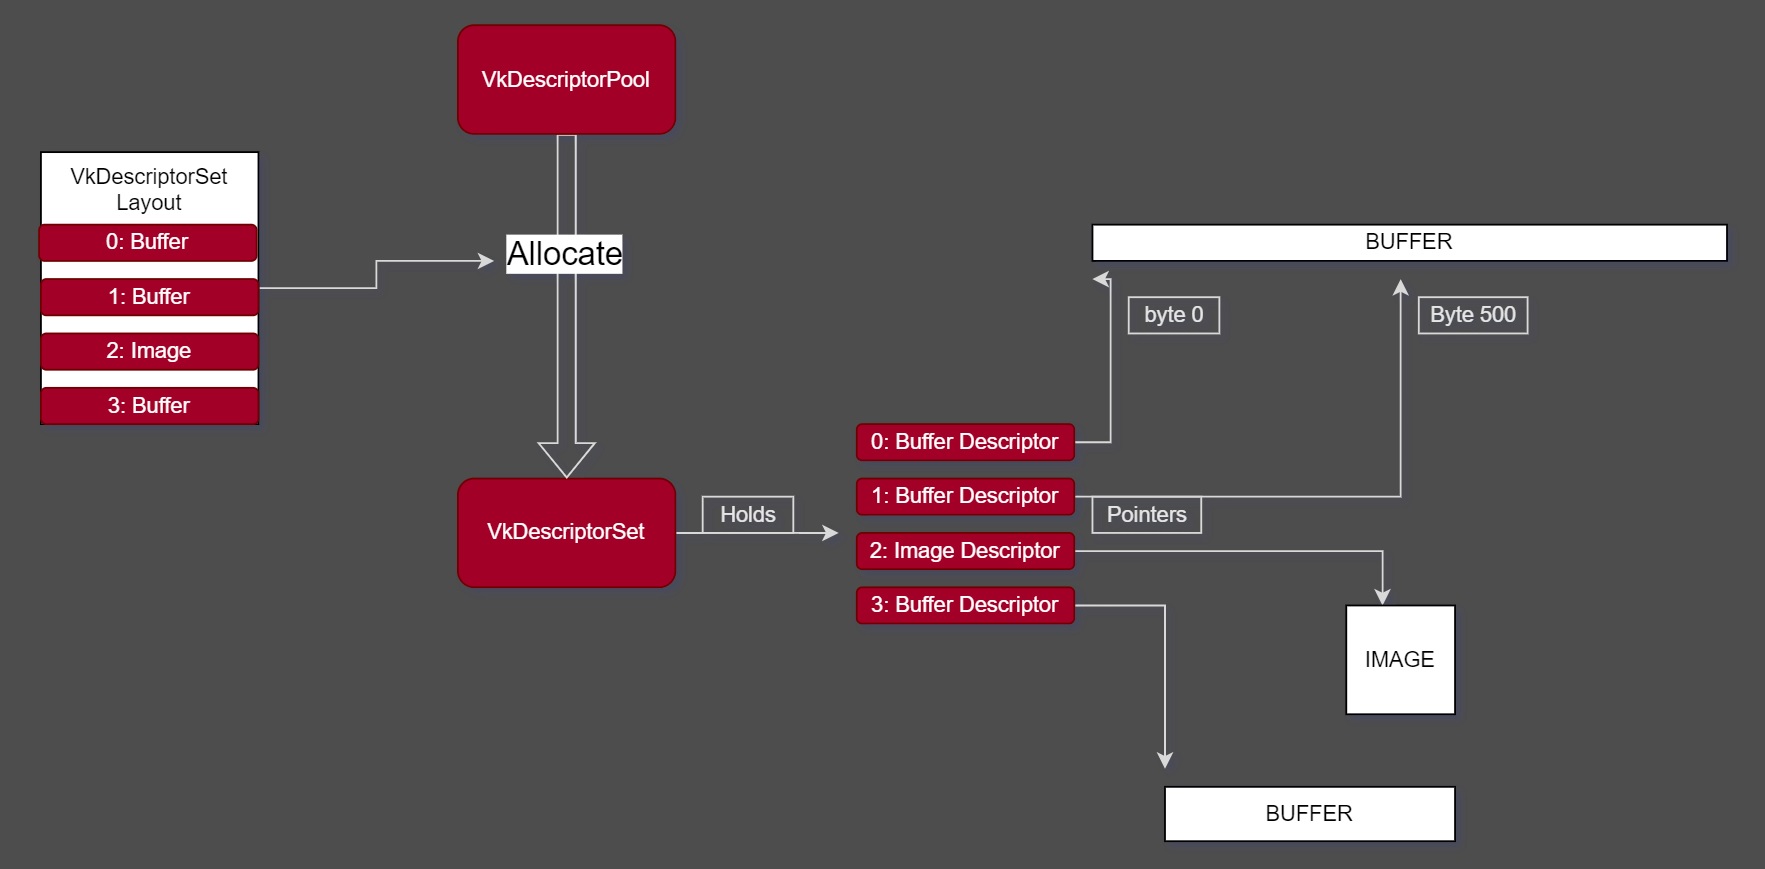 VkDescriptorPool
VkDescriptorSet
Layout
0: Buffer
1: Buffer
2: Image
3: Buffer
Allocate
VkDescriptorSet
Holds
0: Buffer Descriptor
1: Buffer Descriptor
2: Image Descriptor
3: Buffer Descriptor
Pointers
BUFFER
byte 0
Byte 500
IMAGE
BUFFER